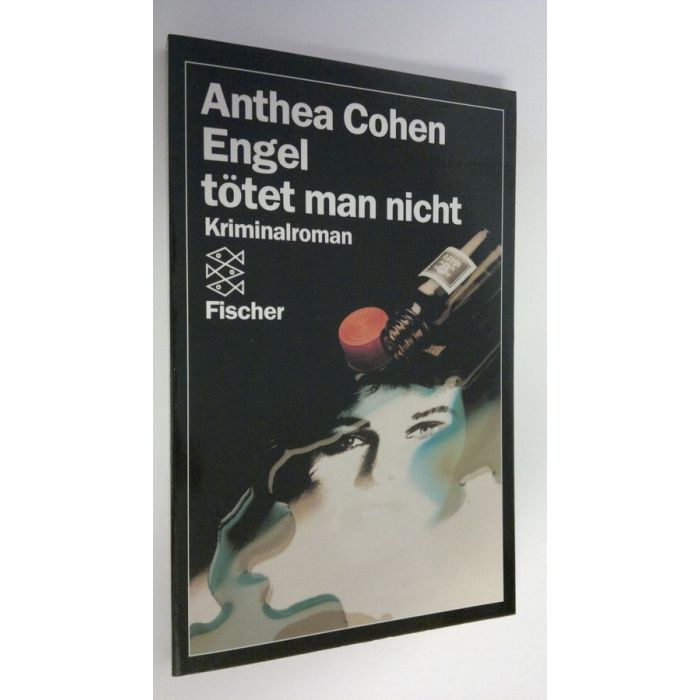 Anthea Cohen
Engel
tötet man nicht
Kriminalroman
Fischer